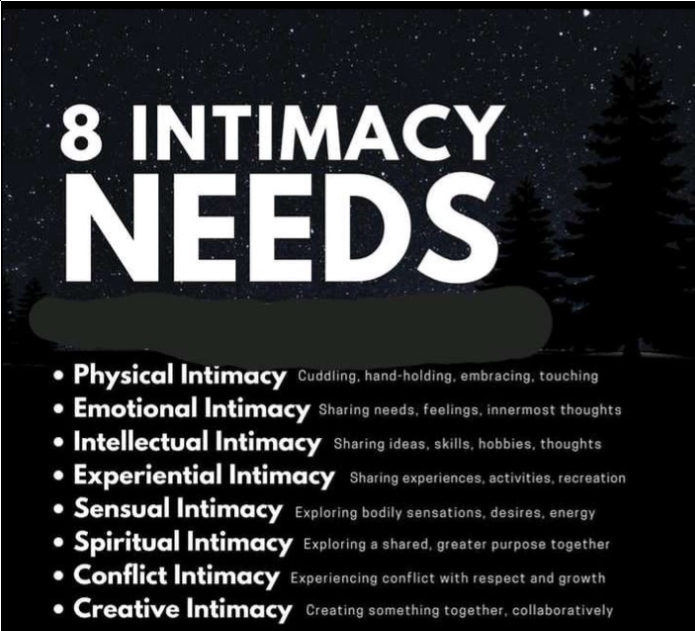 8 INTIMACY
NEEDS
• Physical Intimacy Cuddling, hand-holding, embracing, touching
• Emotional Intimacy Sharing needs, feelings, innermost thoughts
• Intellectual Intimacy Sharing ideas, skills, hobbies, thoughts
• Experiential Intimacy Sharing experiences, activities, recreation
• Sensual Intimacy Exploring bodily sensations, desires, energy
• Spiritual Intimacy Exploring a shared, greater purpose together
• Conflict Intimacy Experiencing conflict with respect and growth
• Creative Intimacy Creating something together, collaboratively